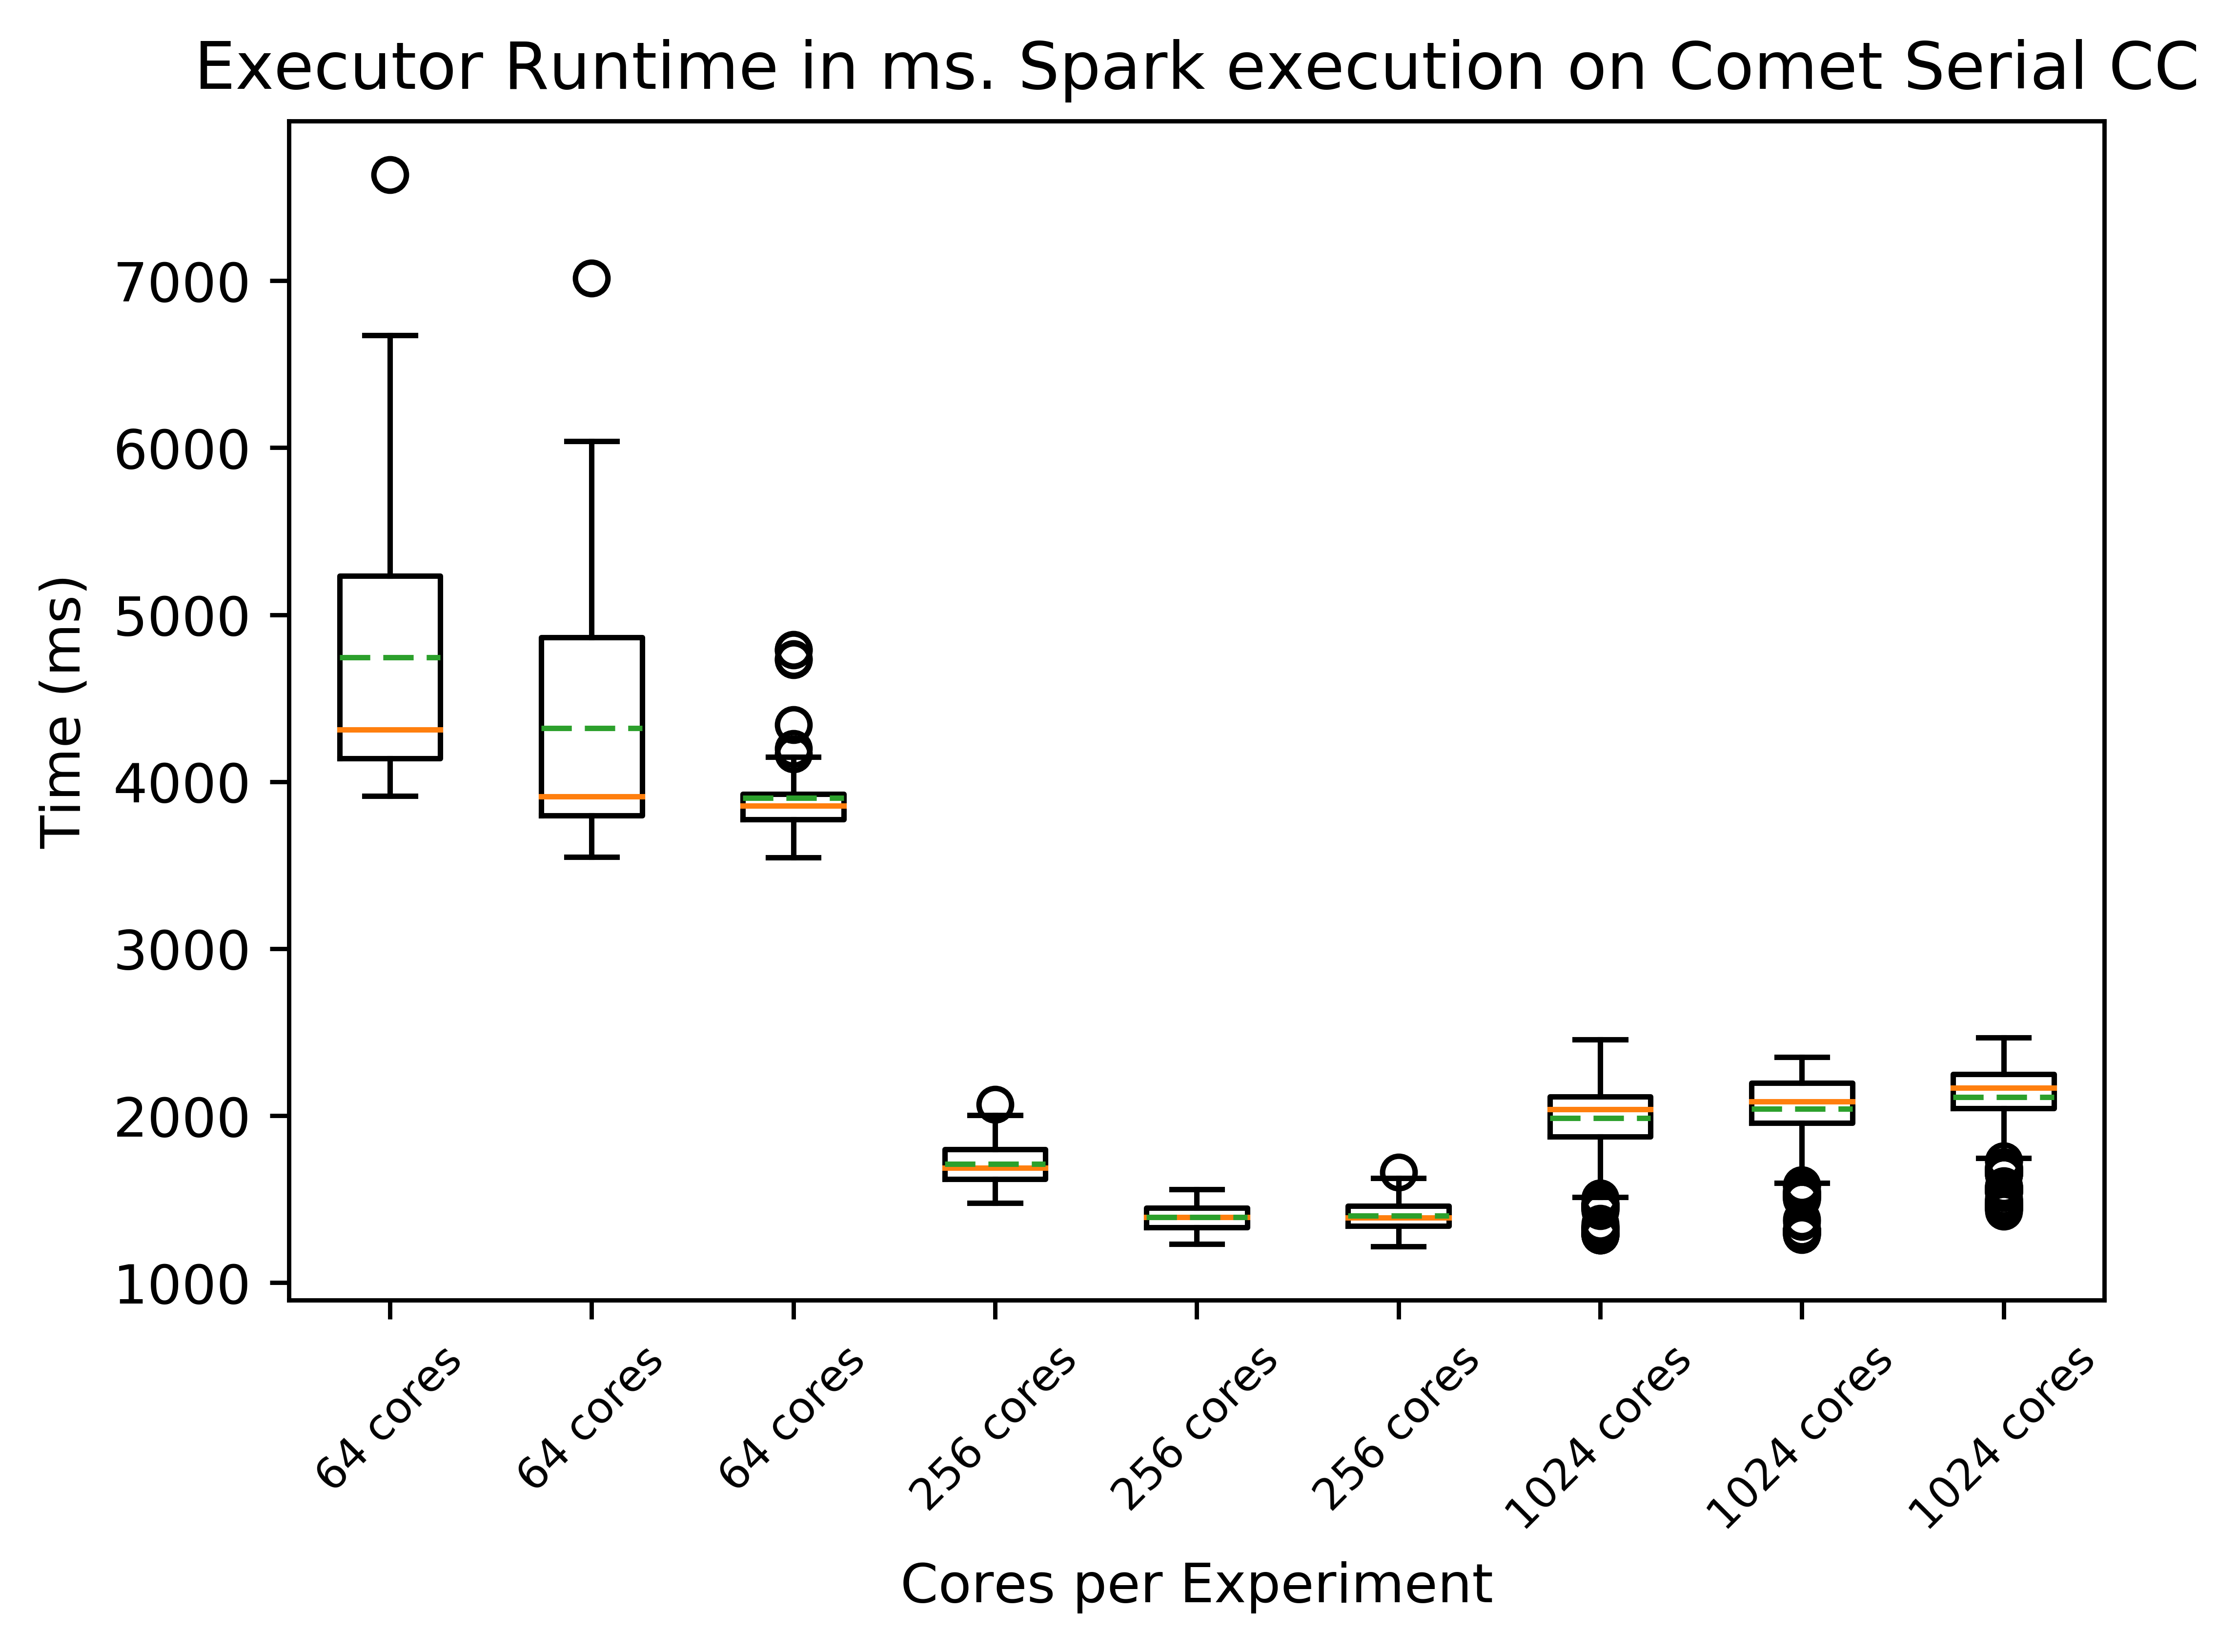 Executor Runtime in ms. Spark execution on Comet Serial CC
7000
6000
5000
4000
3000
2000
1000
Time (ms)
64 cores
64 cores
64 cores
256 cores
256 cores
256 cores
1024 cores
1024 cores
1024 cores
Cores per Experiment